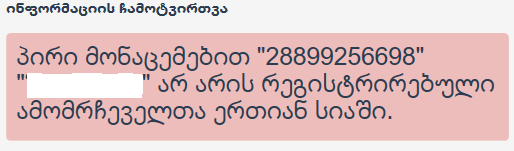 ინფორმაციის ჩამოტვირთვა
პირი მონაცემებით "28899256698"
"" არ არის რეგისტრირებული
ამომრჩეველთა ერთიან სიაში.